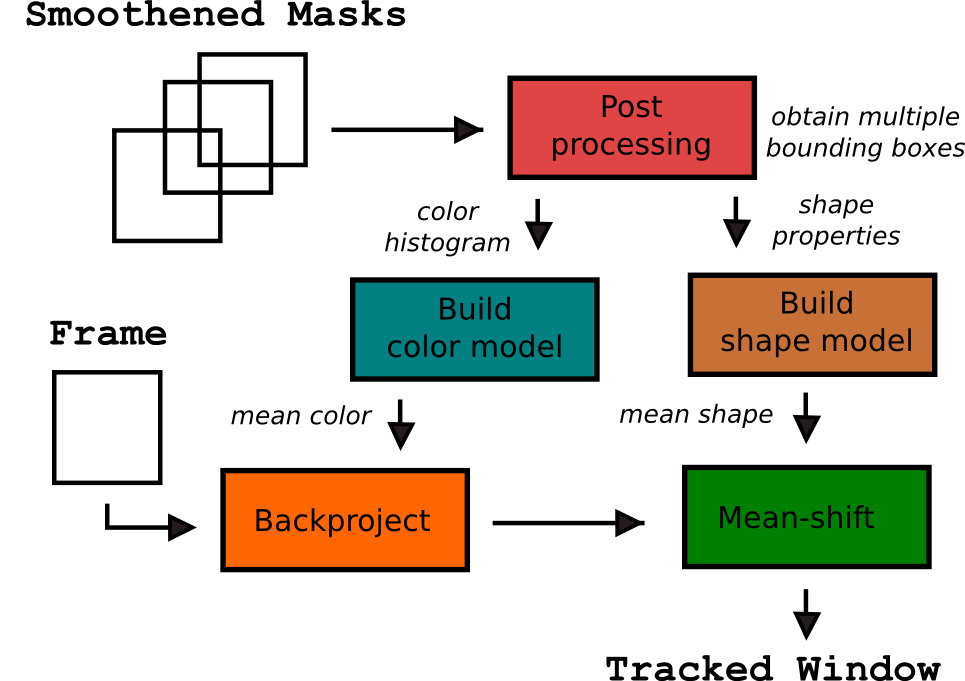 Smoothened Masks
Post
processing
obtain multiple
bounding boxes
color
histogram
shape
properties
Build
color model
Build
shape model
Frame
mean color
mean shape
Backproject
Mean-shift
Tracked Window